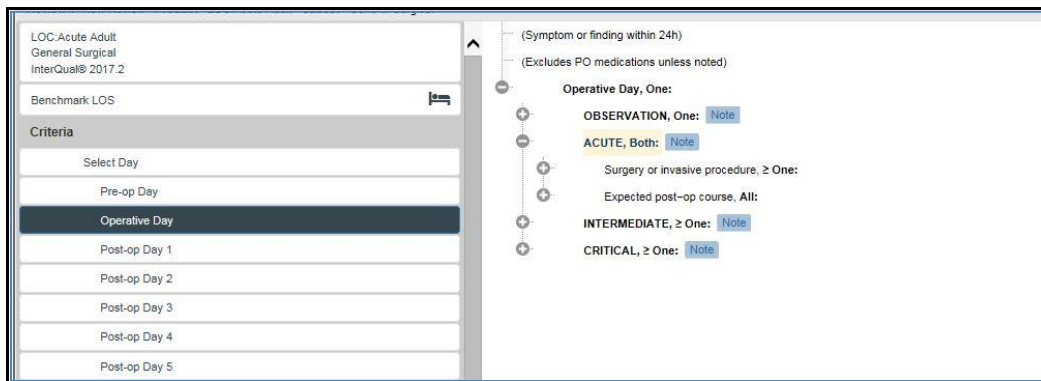 LOC:Acute Adult
General Surgical
InterQual® 2017.2
Benchmark LOS
Criteria
Select Day
Pre-op Day
Operative Day
Post-op Day 1
Post-op Day 2
Post-op Day 3
Post-op Day 4
Post-op Day 5
(Symptom or finding within 24h)
(Excludes PO medications unless noted)
Operative Day, One:
OBSERVATION, One: Note
ACUTE, Both: Note
Surgery or invasive procedure, ≥ One:
Expected post-op course, All:
INTERMEDIATE, ≥ One: Note
CRITICAL, ≥ One: Note